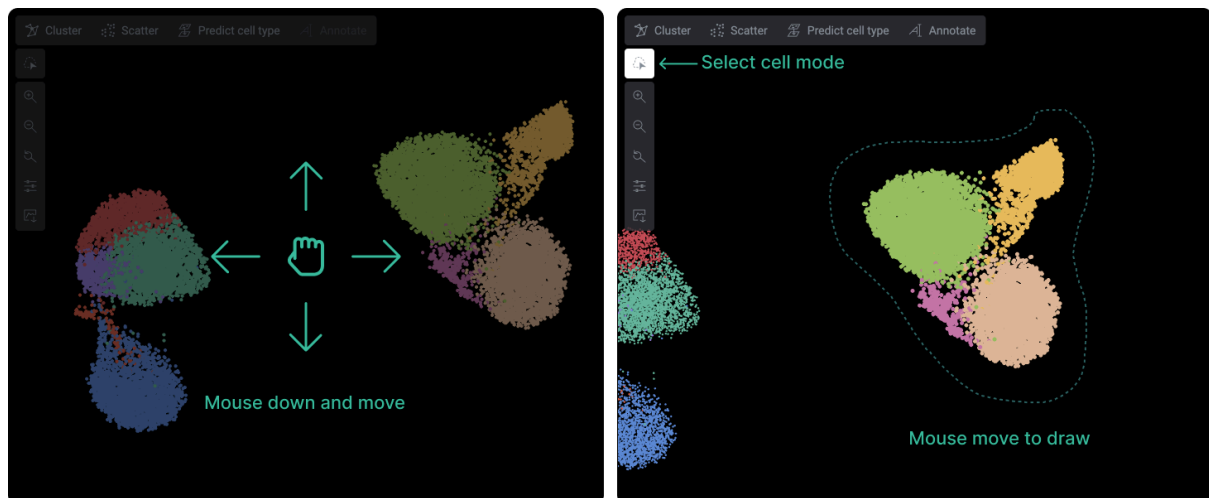 Cluster
Scatter
Predict cell type
Annotate
Mouse down and move
Cluster
Scatter
Predict cell type
Annotate
Select cell mode
Mouse move to draw